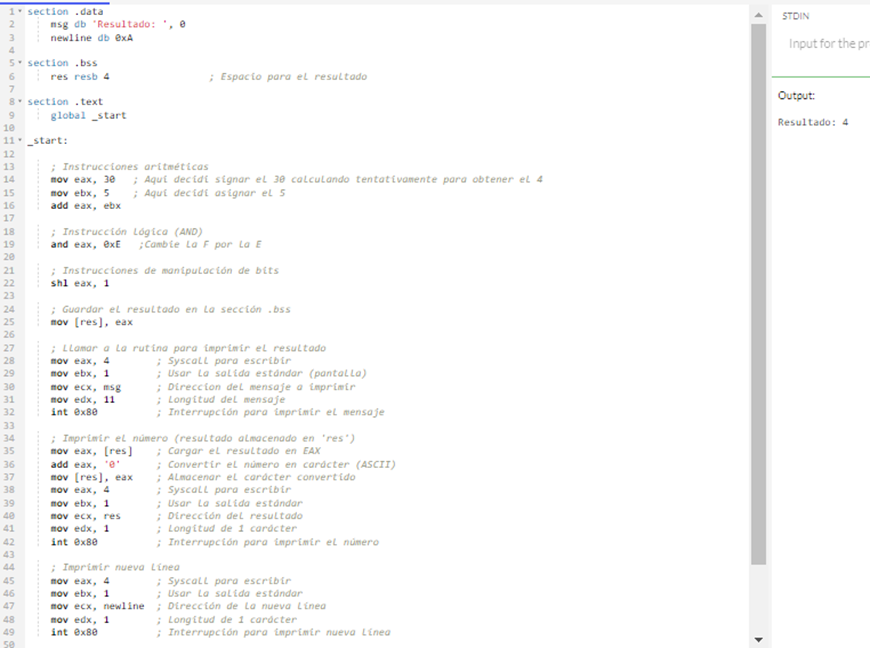 1 section .data
2 msg db 'Resultado: ', 0
3 newline db 0xA
4
5 section .bss
6 res resb 4 ; Espacio para el resultado
7
8 section .text
9 global _start
10
11 _start:
12
13 ; Instrucciones aritméticas
14 mov eax, 30 ; Aquí decidí signar el 30 calculando tentativamente para obtener el 4
15 mov ebx, 5 ; Aquí decidí asignar el 5
16 add eax, ebx
17
18 ; Instrucción lógica (AND)
19 and eax, 0xE ;Cambie la F por la E
20
21 ; Instrucciones de manipulación de bits
22 shl eax, 1
23
24 ; Guardar el resultado en la sección .bss
25 mov [res], eax
26
27 ; Llamar a la rutina para imprimir el resultado
28 mov eax, 4 ; Syscall para escribir
29 mov ebx, 1 ; Usar la salida estándar (pantalla)
30 mov ecx, msg ; Direccion del mensaje a imprimir
31 mov edx, 11 ; Longitud del mensaje
32 int 0x80 ; Interrupción para imprimir el mensaje
33
34 ; Imprimir el número (resultado almacenado en 'res')
35 mov eax, [res] ; Cargar el resultado en EAX
36 add eax, '0' ; Convertir el número en carácter (ASCII)
37 mov [res], eax ; Almacenar el carácter convertido
38 mov eax, 4 ; Syscall para escribir
39 mov ebx, 1 ; Usar la salida estándar
40 mov ecx, res ; Dirección del resultado
41 mov edx, 1 ; Longitud de 1 carácter
42 int 0x80 ; Interrupción para imprimir el número
43
44 ; Imprimir nueva línea
45 mov eax, 4 ; Syscall para escribir
46 mov ebx, 1 ; Usar la salida estándar
47 mov ecx, newline ; Dirección de la nueva línea
48 mov edx, 1 ; Longitud de 1 carácter
49 int 0x80 ; Interrupción para imprimir nueva línea
50
STDIN
Input for the pr
Output:
Resultado: 4